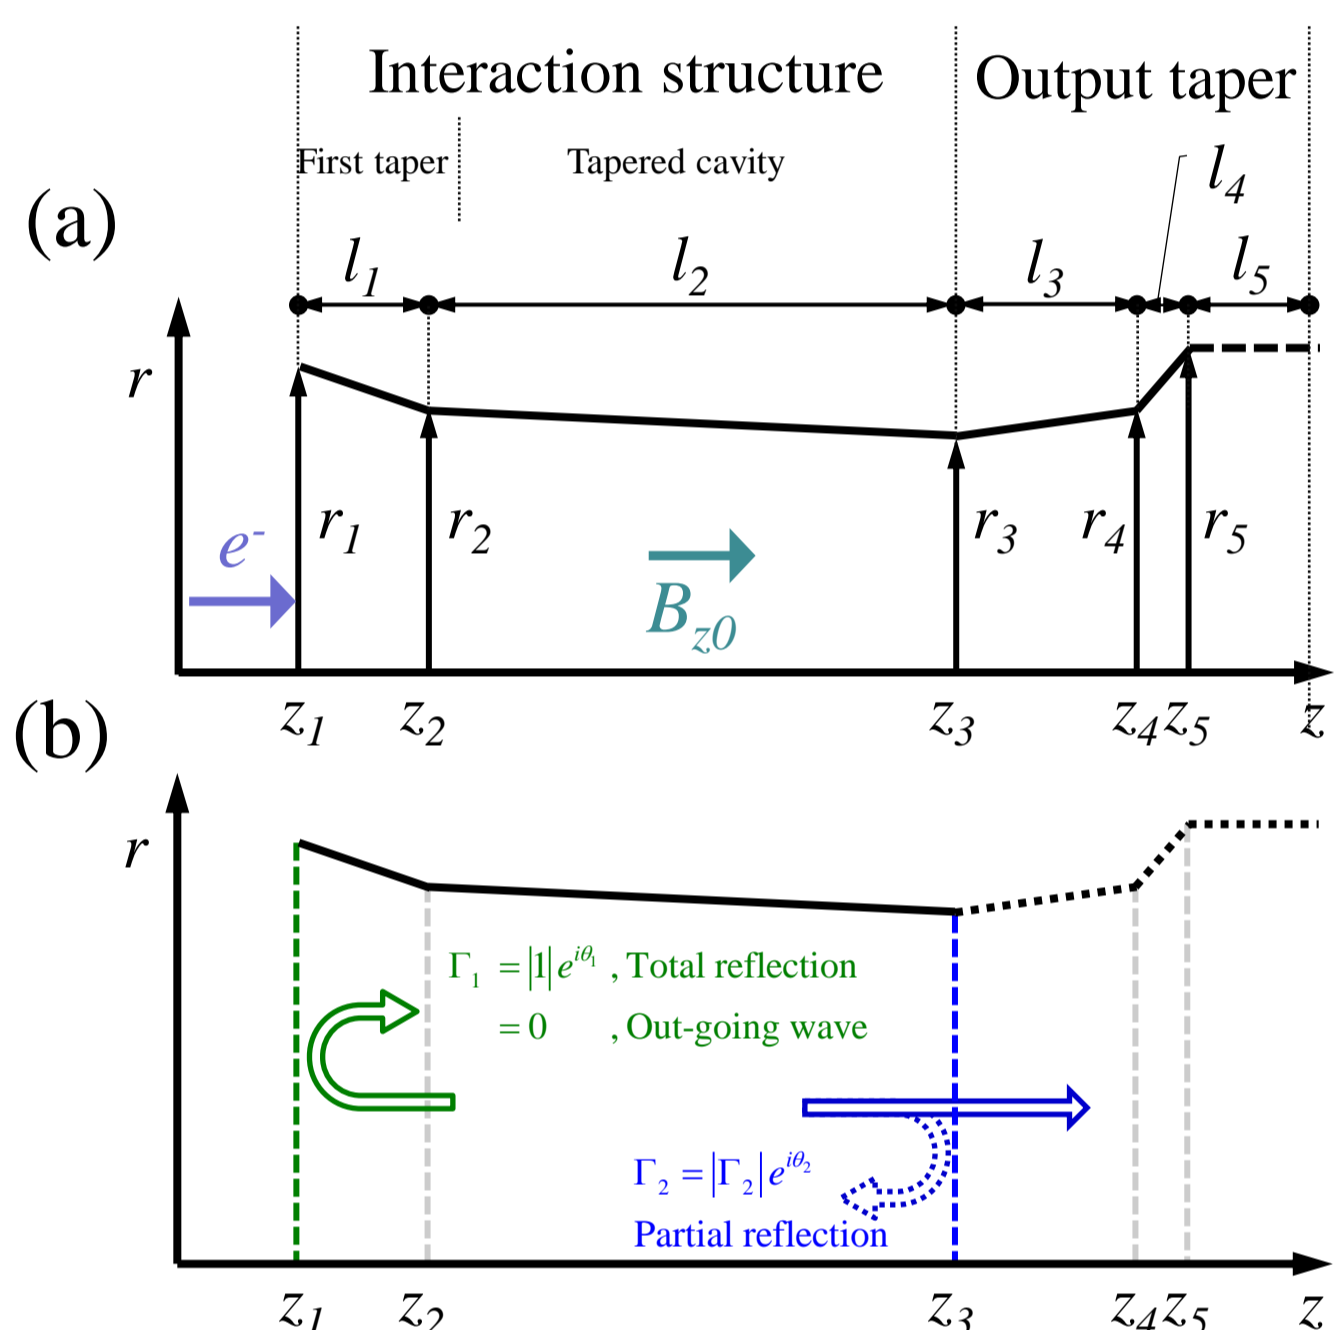 Interaction structure
Output taper
First taper
Tapered cavity
l4
(a)
l1 l2 l3 l5
r
e- r1 r2 r3 r4 r5
Bz0
z1 z2 z3 z4 z5 z
(b)
r
Γ1 = |1|e^{iθ1} , Total reflection
= 0 , Out-going wave
Γ2 = |Γ2|e^{iθ2}
Partial reflection
z1 z2 z3 z4 z5 z